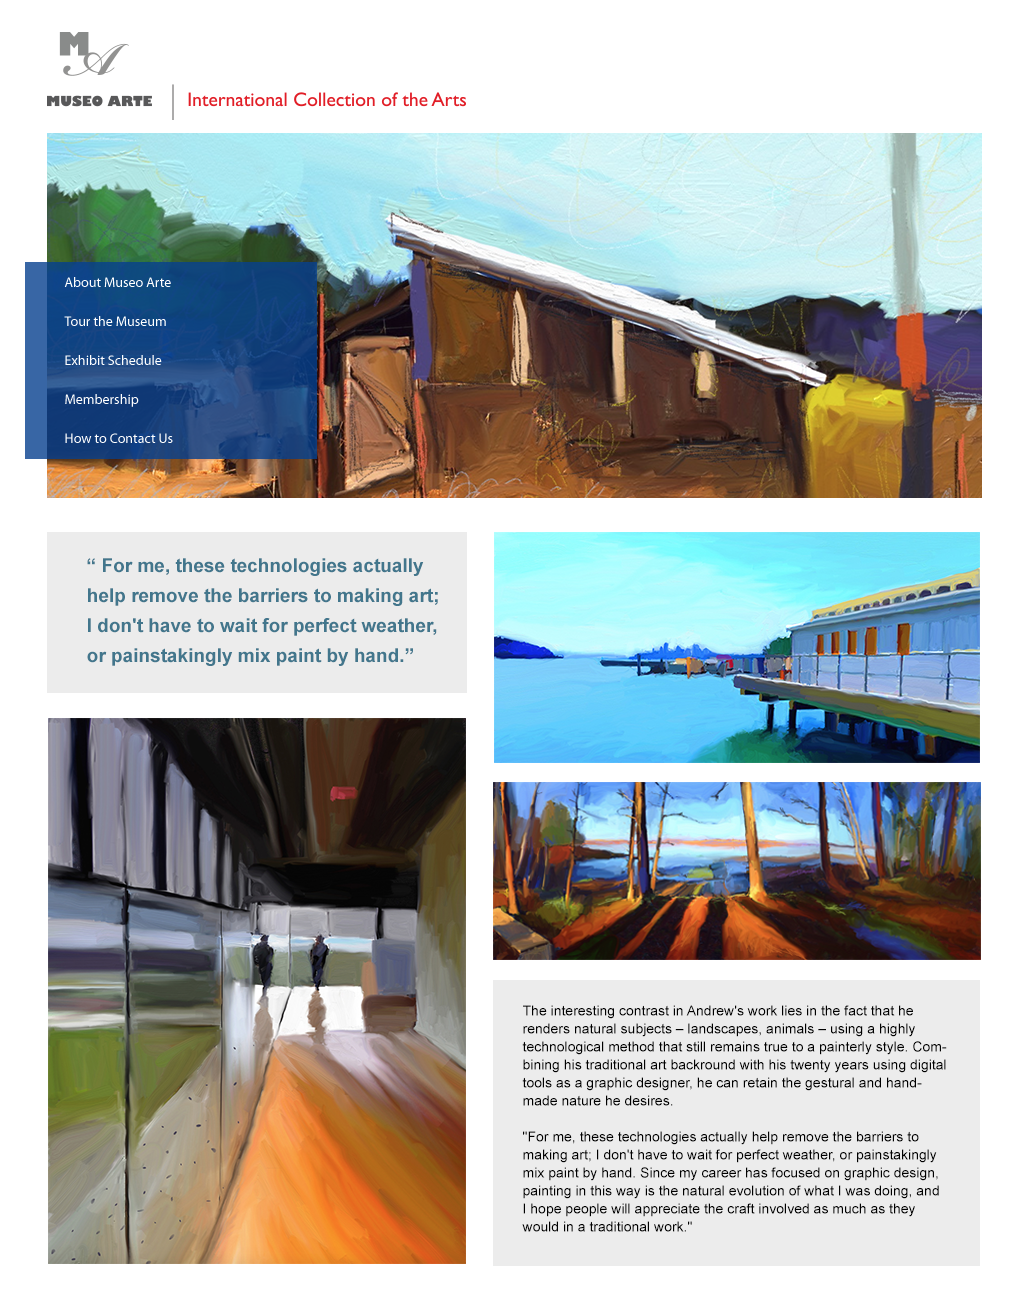 MA
MUSEO ARTE
International Collection of the Arts
About Museo Arte
Tour the Museum
Exhibit Schedule
Membership
How to Contact Us
“ For me, these technologies actually
help remove the barriers to making art;
I don't have to wait for perfect weather,
or painstakingly mix paint by hand.”
The interesting contrast in Andrew's work lies in the fact that he
renders natural subjects – landscapes, animals – using a highly
technological method that still remains true to a painterly style. Com-
bining his traditional art backround with his twenty years using digital
tools as a graphic designer, he can retain the gestural and hand-
made nature he desires.
"For me, these technologies actually help remove the barriers to
making art; I don't have to wait for perfect weather, or painstakingly
mix paint by hand. Since my career has focused on graphic design,
painting in this way is the natural evolution of what I was doing, and
I hope people will appreciate the craft involved as much as they
would in a traditional work."